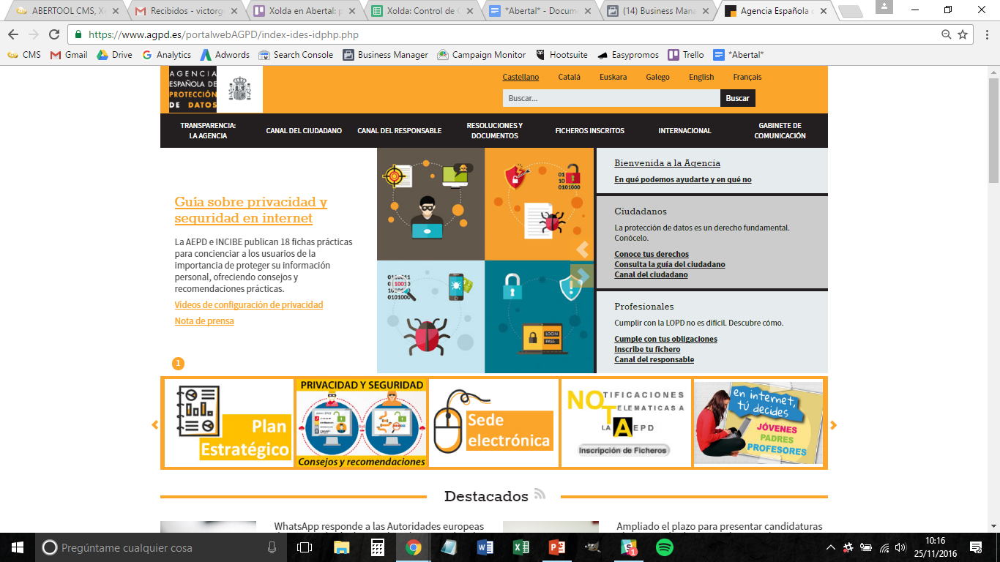 ABERTOOL CMS, Xe
Recibidos - victorg
Xolda en Abertal: p
Xolda: Control de C
*Abertal* - Docume
(14) Business Mana
Agencia Española d
https://www.agpd.es/portalwebAGPD/index-ides-idphp.php
CMS
Gmail
Drive
Analytics
Adwords
Search Console
Business Manager
Campaign Monitor
Hootsuite
Easypromos
Trello
*Abertal*
AGENCIA
ESPAÑOLA DE
PROTECCIÓN
DE DATOS
Castellano
Català
Euskara
Galego
English
Français
Buscar...
Buscar
TRANSPARENCIA:
LA AGENCIA
CANAL DEL CIUDADANO
CANAL DEL RESPONSABLE
RESOLUCIONES Y
DOCUMENTOS
FICHEROS INSCRITOS
INTERNACIONAL
GABINETE DE
COMUNICACIÓN
Guía sobre privacidad y
seguridad en internet
La AEPD e INCIBE publican 18 fichas prácticas
para concienciar a los usuarios de la
importancia de proteger su información
personal, ofreciendo consejos y
recomendaciones prácticas.
Vídeos de configuración de privacidad
Nota de prensa
1
01
10
0101000
0101000
LOGIN
PASS
Bienvenida a la Agencia
En qué podemos ayudarte y en qué no
Ciudadanos
La protección de datos es un derecho fundamental.
Conócelo.
Conoce tus derechos
Consulta la guía del ciudadano
Canal del ciudadano
Profesionales
Cumplir con la LOPD no es difícil. Descubre cómo.
Cumple con tus obligaciones
Inscribe tu fichero
Canal del responsable
Plan
Estratégico
PRIVACIDAD Y SEGURIDAD
Consejos y recomendaciones
Sede
electrónica
NOTIFICACIONES
TELEMATICAS A
LA AEPD
Inscripción de Ficheros
en internet,
tú decides
JÓVENES
PADRES
PROFESORES
Destacados
WhatsApp responde a las Autoridades europeas
Ampliado el plazo para presentar candidaturas
Pregúntame cualquier cosa
1
10:16
25/11/2016